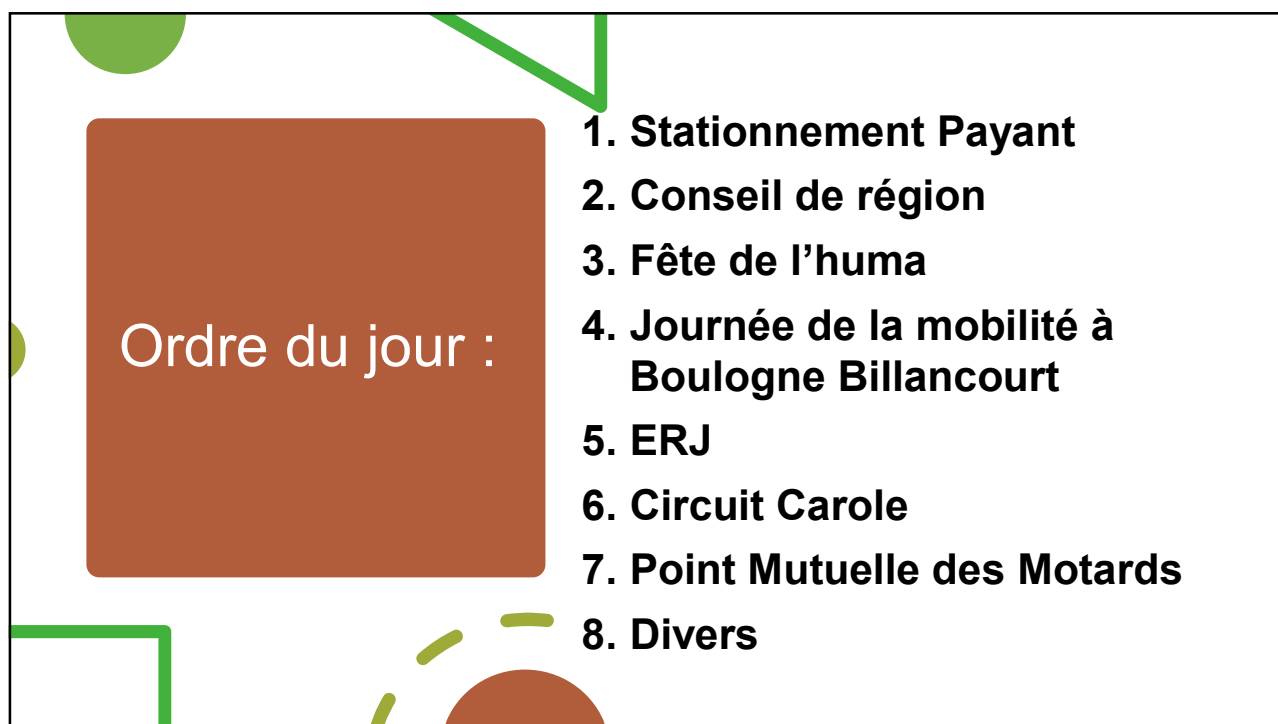 Ordre du jour :
1. Stationnement Payant
2. Conseil de région
3. Fête de l’huma
4. Journée de la mobilité à
Boulogne Billancourt
5. ERJ
6. Circuit Carole
7. Point Mutuelle des Motards
8. Divers